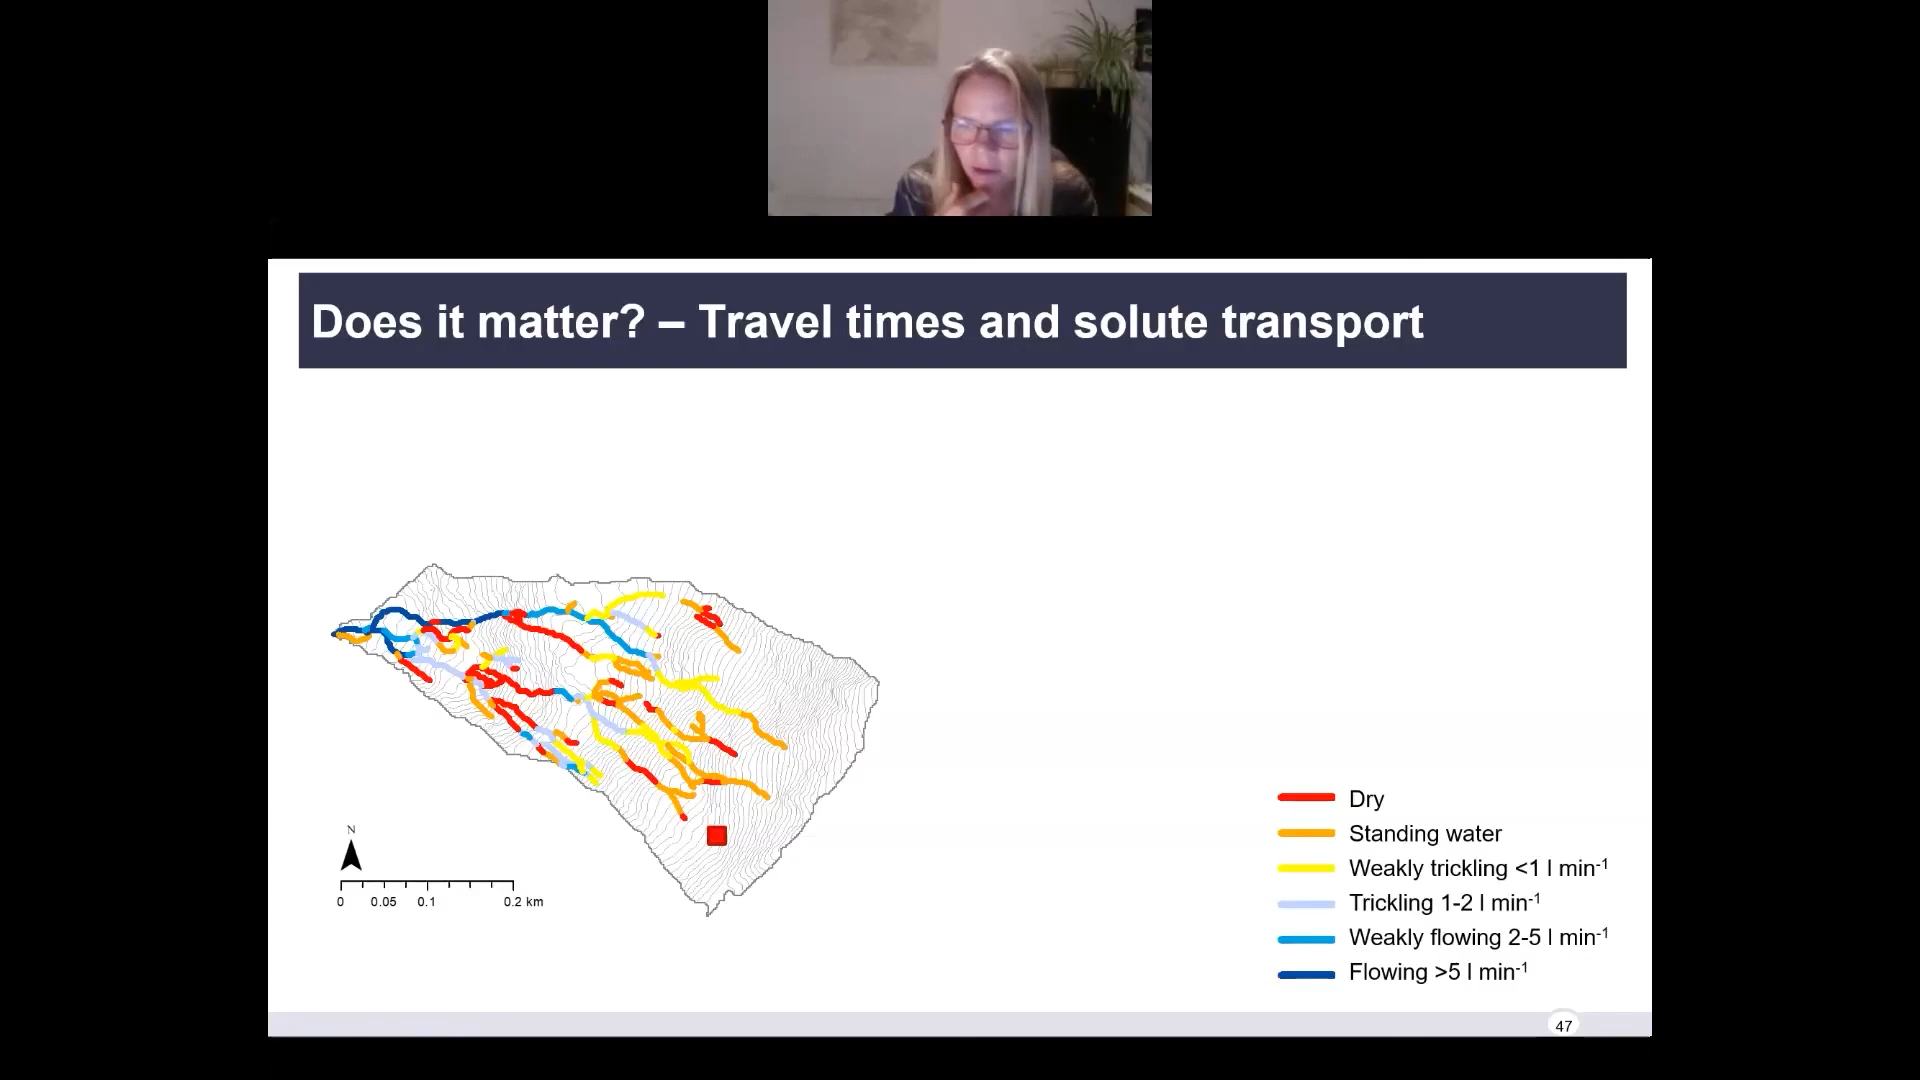 Does it matter? – Travel times and solute transport
N
0 0.05 0.1 0.2 km
Dry
Standing water
Weakly trickling <1 l min⁻¹
Trickling 1-2 l min⁻¹
Weakly flowing 2-5 l min⁻¹
Flowing >5 l min⁻¹
47